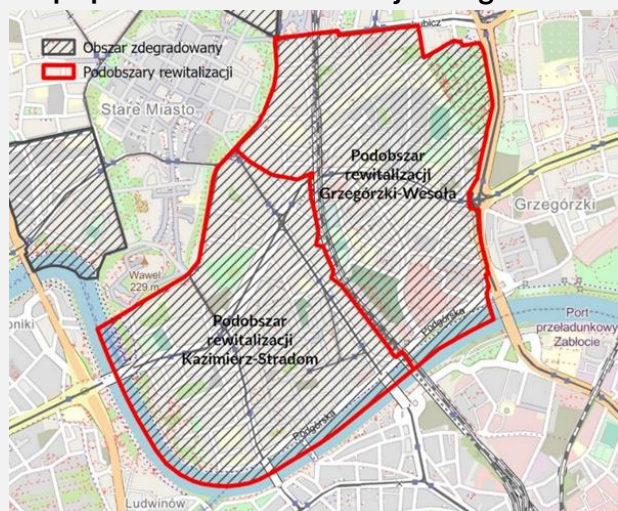 Obszar zdegradowany
Podobszary rewitalizacji
Stare Miasto
Podobszar
rewitalizacji
Grzegórzki-Wesoła
Grzegórzki
Wawel
229 m
Podobszar
rewitalizacji
Kazimierz-Stradom
Podgórska
Port
przeładunkowy
Zabłocie
Podgórska
Ludwinów